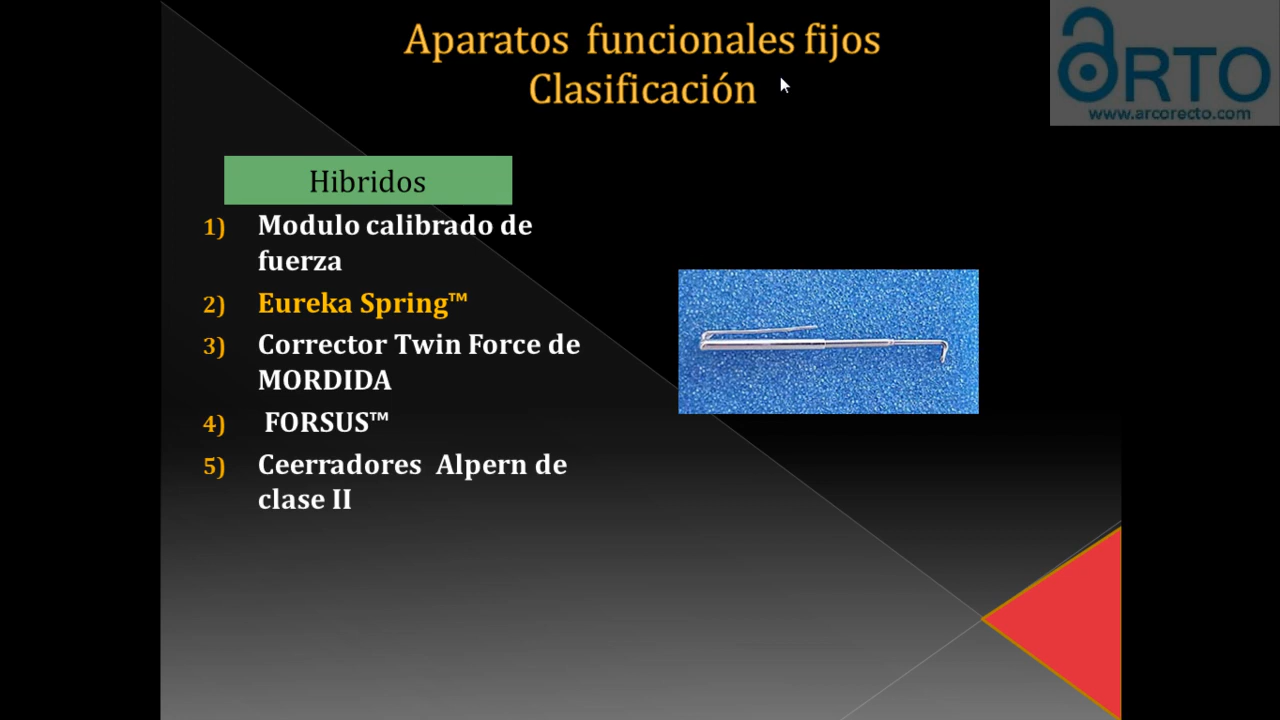 Aparatos funcionales fijos
Clasificación
ARTO
www.arcorecto.com
Hibridos
1) Modulo calibrado de
fuerza
2) Eureka Spring™
3) Corrector Twin Force de
MORDIDA
4) FORSUS™
5) Ceerradores Alpern de
clase II